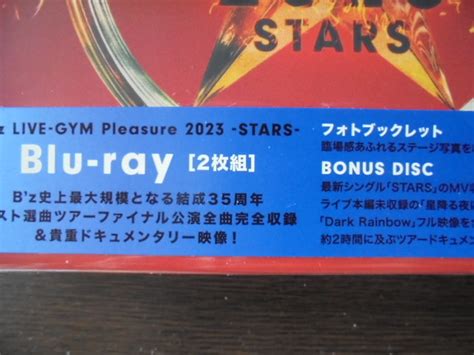 STARS
z LIVE-GYM Pleasure 2023 -STARS-
Blu-ray [2枚組]
B'z史上最大規模となる結成35周年
スト選曲ツアーファイナル公演全曲完全収録
&貴重ドキュメンタリー映像！
フォトブックレット
臨場感あふれるステージ写真を
BONUS DISC
最新シングル「STARS」のMV
ライブ本編未収録の「星降る夜に
「Dark Rainbow」フル映像を
約2時間に及ぶツアードキュメ